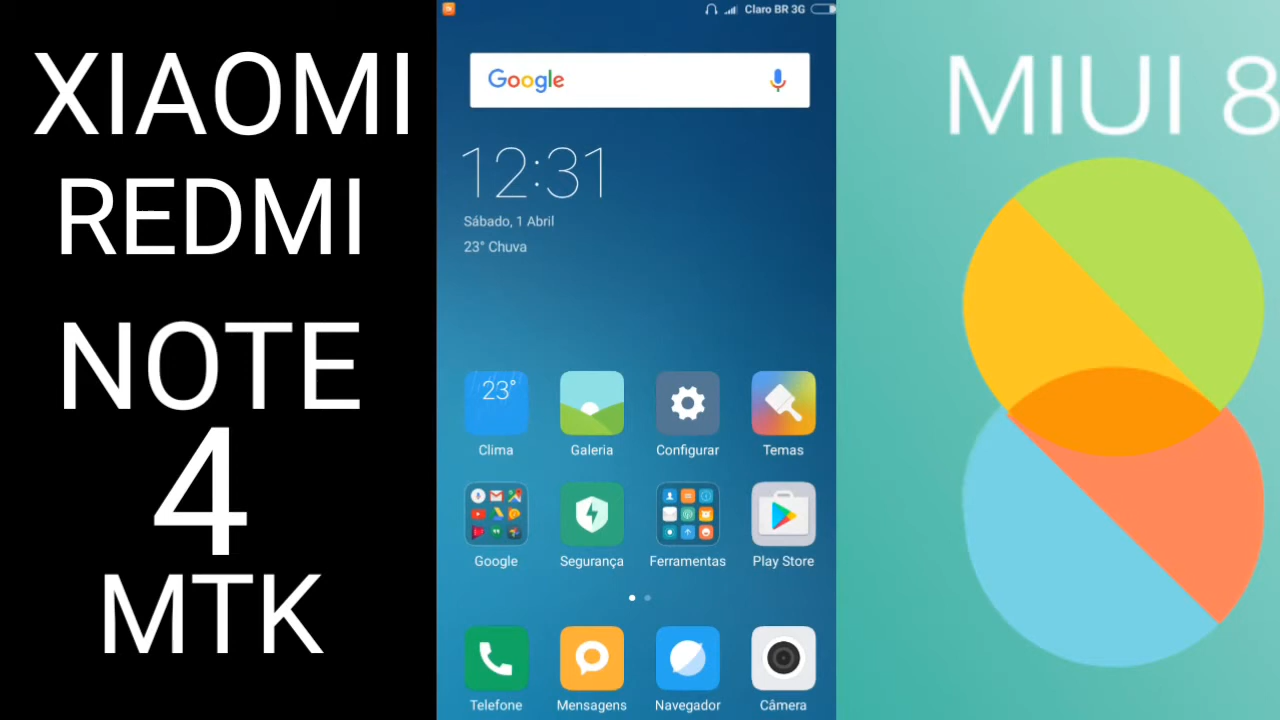 XIAOMI
REDMI
NOTE
4
MTK
Claro BR 3G
Google
12:31
Sábado, 1 Abril
23° Chuva
23°
Clima
Galeria
Configurar
Temas
Google
Segurança
Ferramentas
Play Store
Telefone
Mensagens
Navegador
Câmera
MIUI 8